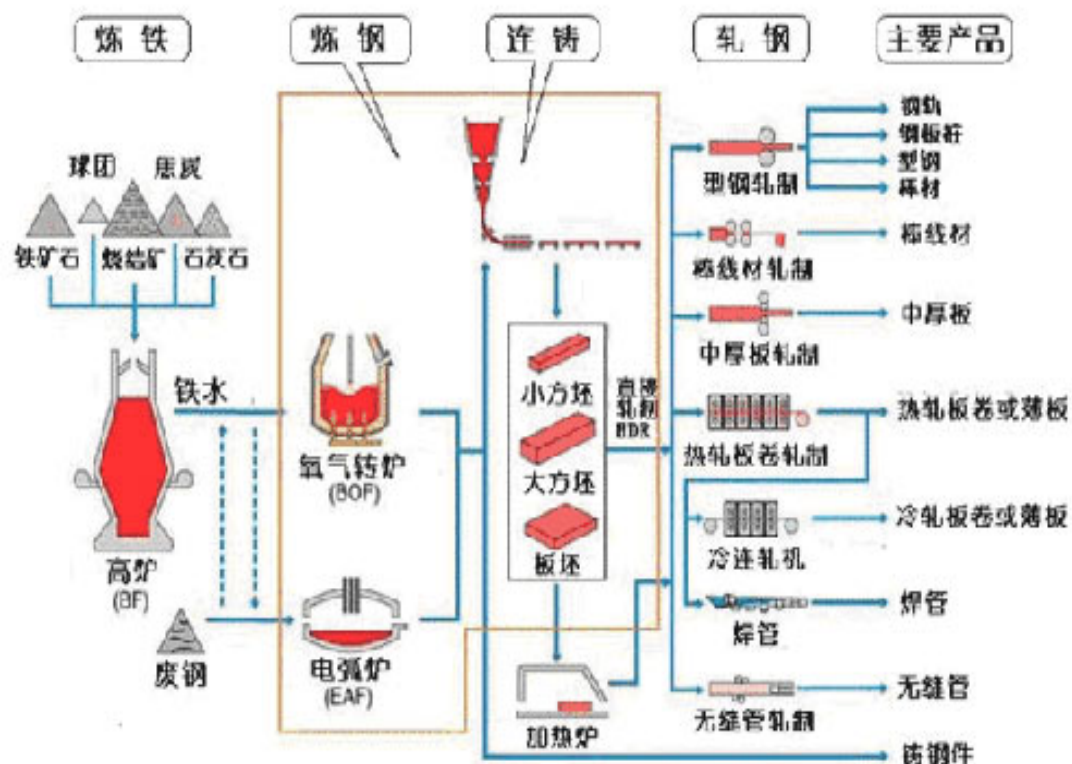 炼铁
炼钢
连铸
轧钢
主要产品
球团
焦炭
铁矿石
烧结矿
石灰石
铁水
高炉
(BF)
废钢
氧气转炉
(BOF)
电弧炉
(EAF)
小方坯
大方坯
板坯
直接
轧制
HDR
加热炉
型钢轧制
棒线材轧制
中厚板轧制
热轧板卷轧制
冷连轧机
焊管
无缝管轧制
钢轨
钢板桩
型钢
棒材
棒线材
中厚板
热轧板卷或薄板
冷轧板卷或薄板
焊管
无缝管
铸钢件